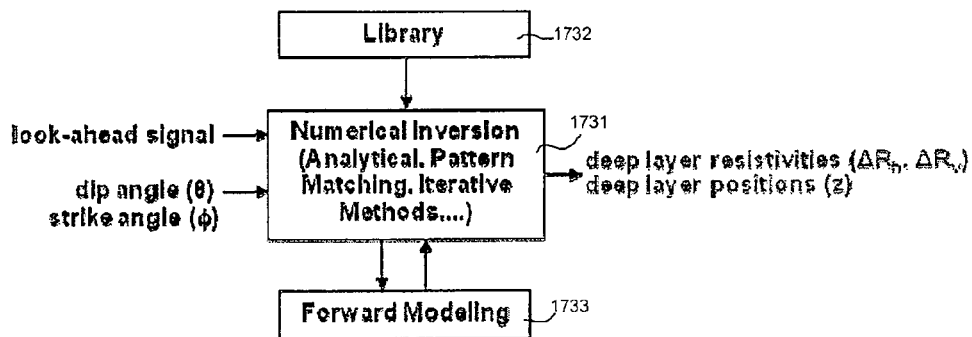 Library
1732
look-ahead signal
dip angle (θ)
strike angle (ϕ)
Numerical Inversion
(Analytical, Pattern
Matching, Iterative
Methods,...)
1731
deep layer resistivities (ΔRh, ΔRv)
deep layer positions (z)
Forward Modeling
1733